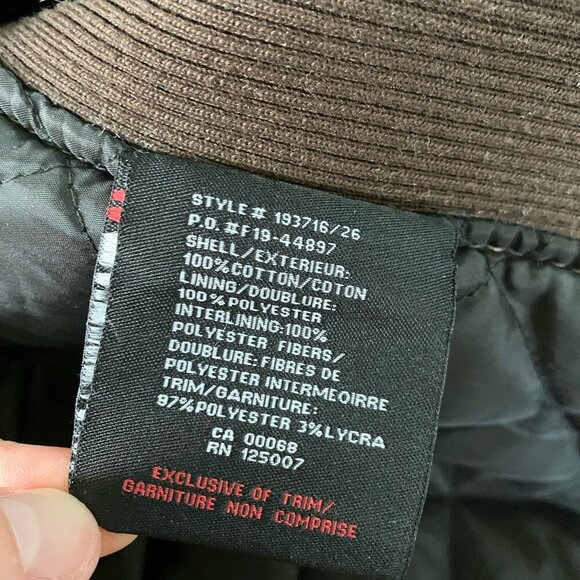 STYLE# 193716/26
P.O. #F19-44897
SHELL/EXTERIEUR:
100%COTTON/COTON
LINING/DOUBLURE:
100%POLYESTER
INTERLINING:100%
POLYESTER FIBERS/
DOUBLURE:FIBRES DE
POLYESTER INTERMEOIRRE
TRIM/GARNITURE:
97%POLYESTER 3%LYCRA
CA 00068
RN 125007
EXCLUSIVE OF TRIM/
GARNITURE NON COMPRISE